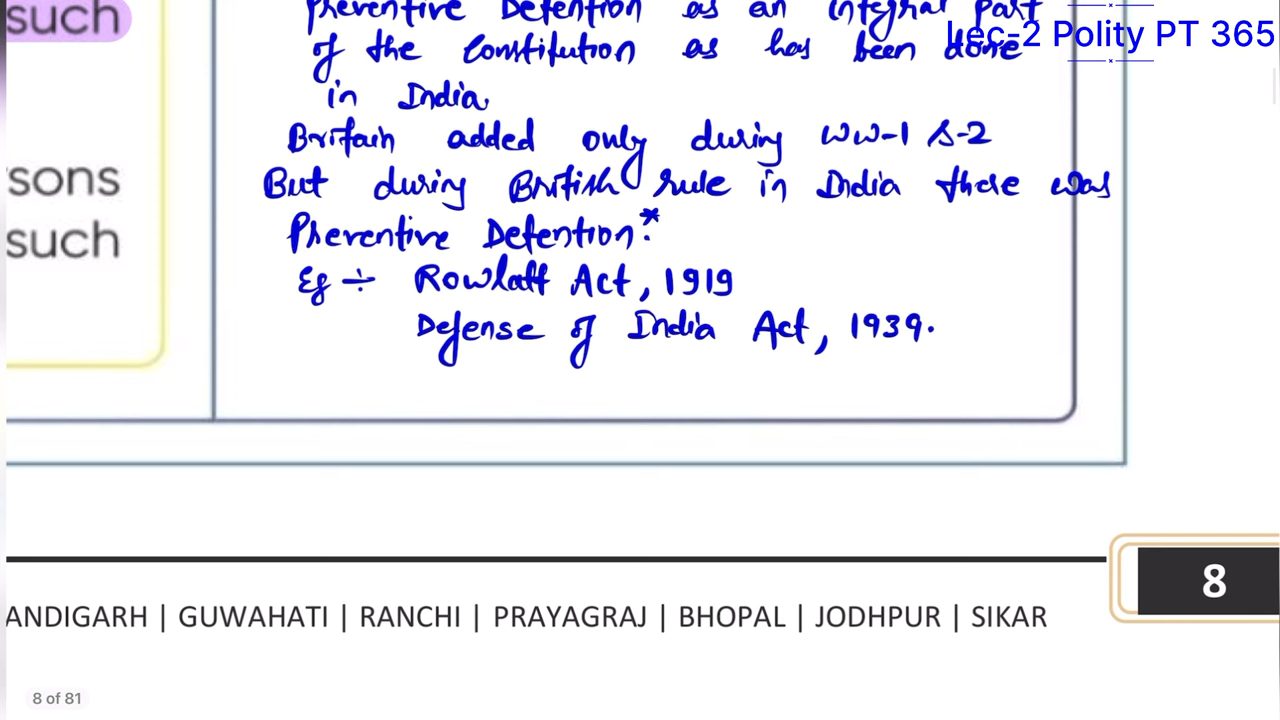 such
Preventive Detention as an integral part
Lec-2 Polity PT 365
of the Constitution as has been done
in India
Britain added only during WW-1 & 2
sons
But during British rule in India there was
such
Preventive Detention.*
Eg ÷ Rowlatt Act, 1919
Defense of India Act, 1939.
8
ANDIGARH | GUWAHATI | RANCHI | PRAYAGRAJ | BHOPAL | JODHPUR | SIKAR
8 of 81